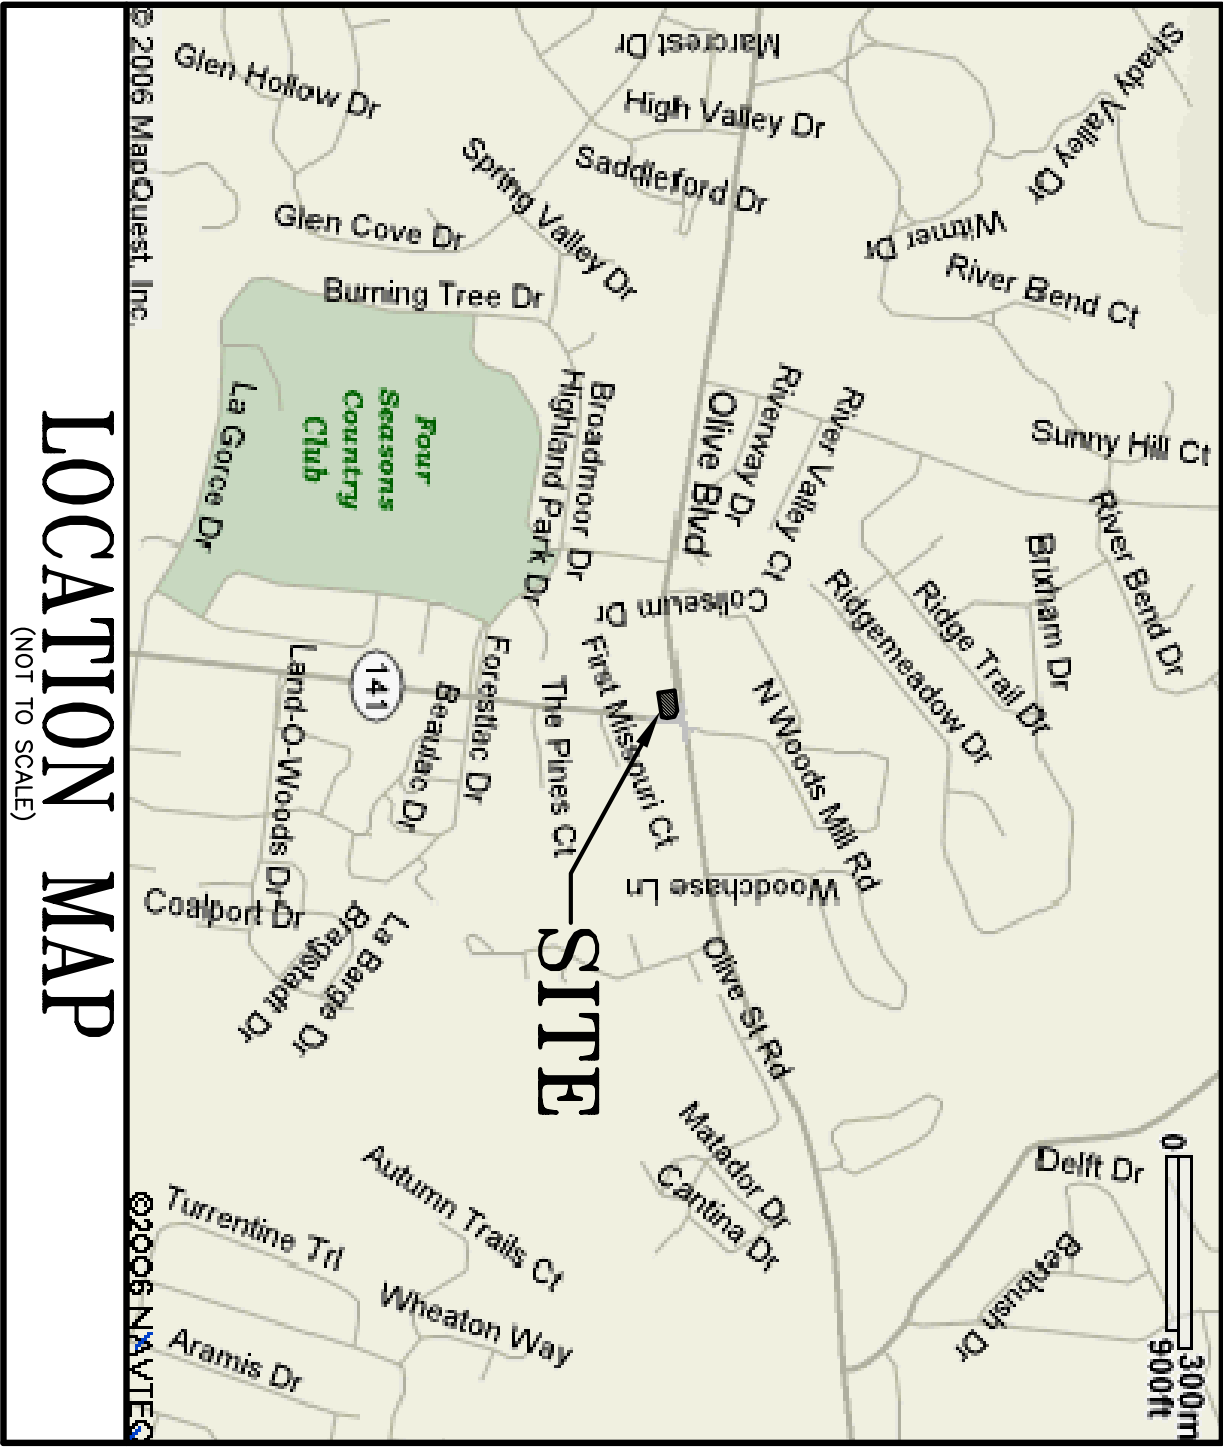 0 300m
900ft
Shady Valley Dr
Witmer Dr
River Bend Ct
Sunny Hill Ct
River Bend Dr
Brixham Dr
Ridge Trail Dr
Ridgemeadow Dr
Delft Dr
Bentbush Dr
Marcrest Dr
High Valley Dr
Saddleford Dr
River Valley Ct
Riverway Dr
Olive Blvd
Coliseum Dr
N Woods Mill Rd
Woodchase Ln
Olive St Rd
Matador Dr
Cantina Dr
Spring Valley Dr
Broadmoor Dr
Highland Park Dr
First Missouri Ct
The Pines Ct
SITE
Glen Hollow Dr
Glen Cove Dr
Burning Tree Dr
Four
Seasons
Country
Club
La Gorce Dr
Forestlac Dr
Beaulac Dr
141
Land-O-Woods Dr
Coalport Dr
La Barge Dr
Bragstadt Dr
Autumn Trails Ct
Wheaton Way
Turrentine Trl
Aramis Dr
© 2006 MapQuest, Inc.
©2006 NAVTEQ
LOCATION MAP
(NOT TO SCALE)